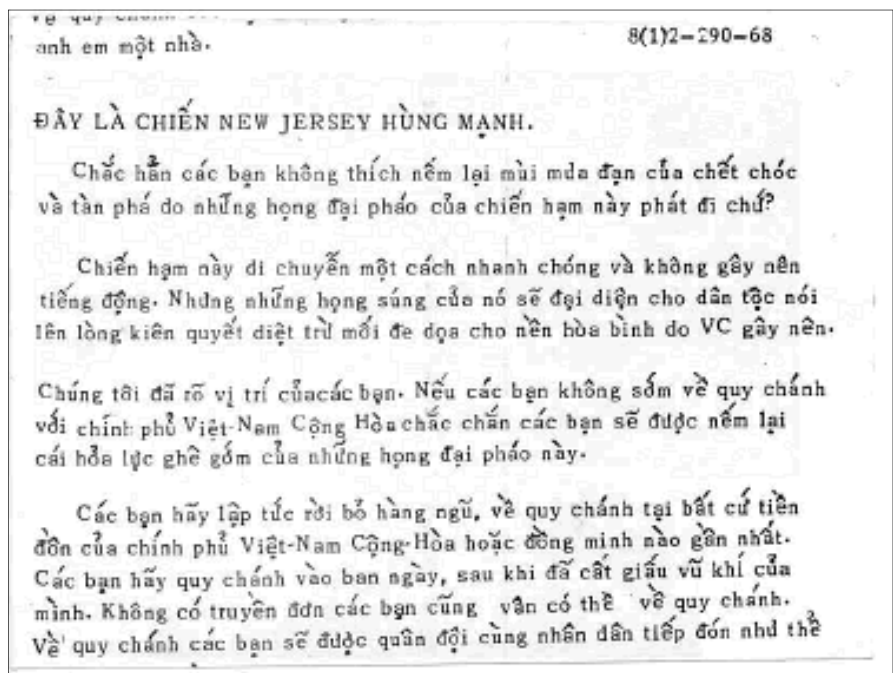 Về quy chánh
anh em một nhà.
8(1)2-290-68
ĐÂY LÀ CHIẾN NEW JERSEY HÙNG MẠNH.
Chắc hẳn các bạn không thích nếm lại mùi mưa đạn của chết chóc
và tàn phá do những họng đại pháo của chiến hạm này phát đi chứ?
Chiến hạm này di chuyển một cách nhanh chóng và không gây nên
tiếng động. Nhưng những họng súng của nó sẽ đại diện cho dân tộc nói
lên lòng kiên quyết diệt trừ mối đe dọa cho nền hòa bình do VC gây nên.
Chúng tôi đã rõ vị trí củacác bạn. Nếu các bạn không sớm về quy chánh
với chính phủ Việt-Nam Cộng Hòa chắc chắn các bạn sẽ được nếm lại
cái hỏa lực ghê gớm của những họng đại pháo này.
Các bạn hãy lập tức rời bỏ hàng ngũ, về quy chánh tại bất cứ tiền
đồn của chính phủ Việt-Nam Cộng-Hòa hoặc đồng minh nào gần nhất.
Các bạn hãy quy chánh vào ban ngày, sau khi đã cất giấu vũ khí của
mình. Không có truyền đơn các bạn cũng vẫn có thể về quy chánh.
Về quy chánh các bạn sẽ được quân đội cùng nhân dân tiếp đón như thể